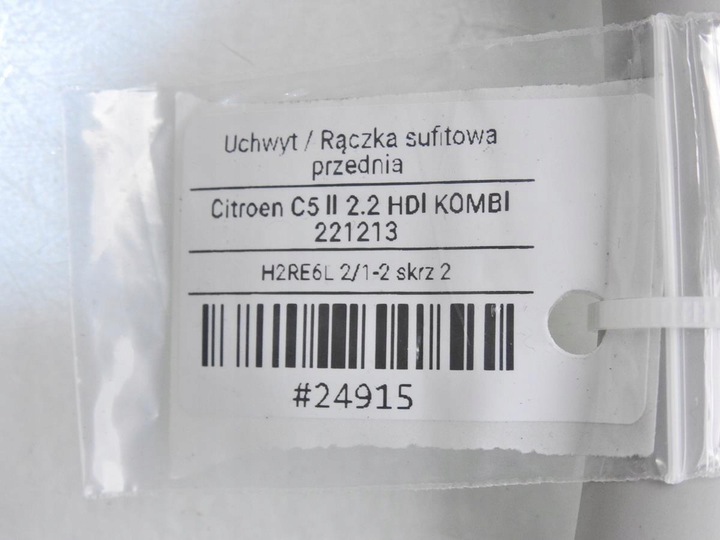 Uchwyt / Rączka sufitowa
przednia
Citroen C5 II 2.2 HDI KOMBI
221213
H2RE6L 2/1-2 skrz 2
#24915